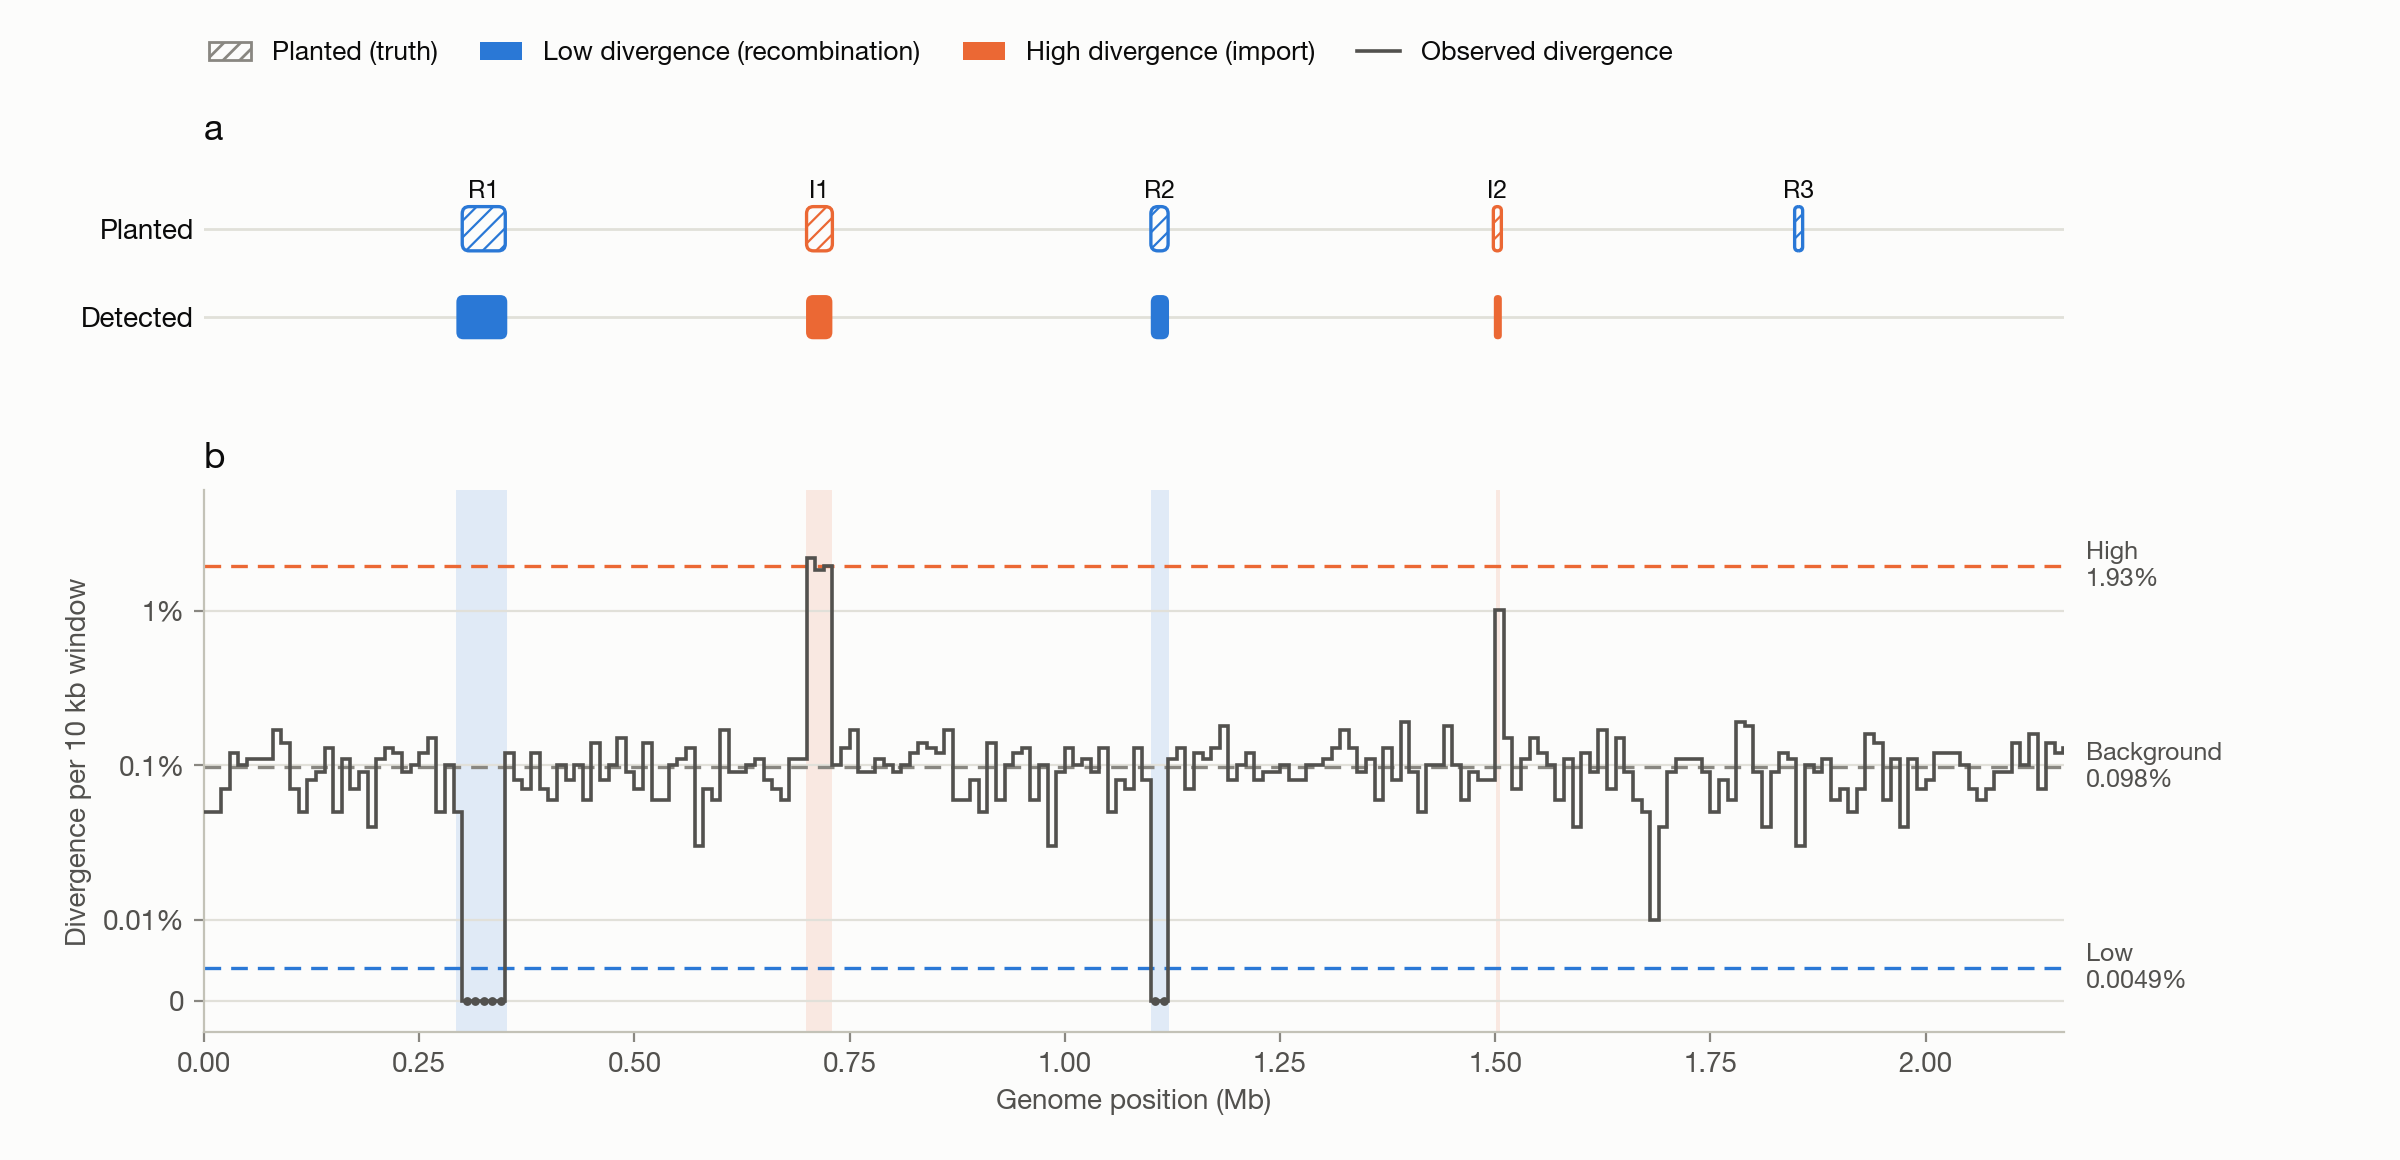 Planted (truth)
Low divergence (recombination)
High divergence (import)
Observed divergence
a
R1
I1
R2
I2
R3
Planted
Detected
b
Divergence per 10 kb window
1%
0.1%
0.01%
0
High
1.93%
Background
0.098%
Low
0.0049%
0.00
0.25
0.50
0.75
1.00
1.25
1.50
1.75
2.00
Genome position (Mb)